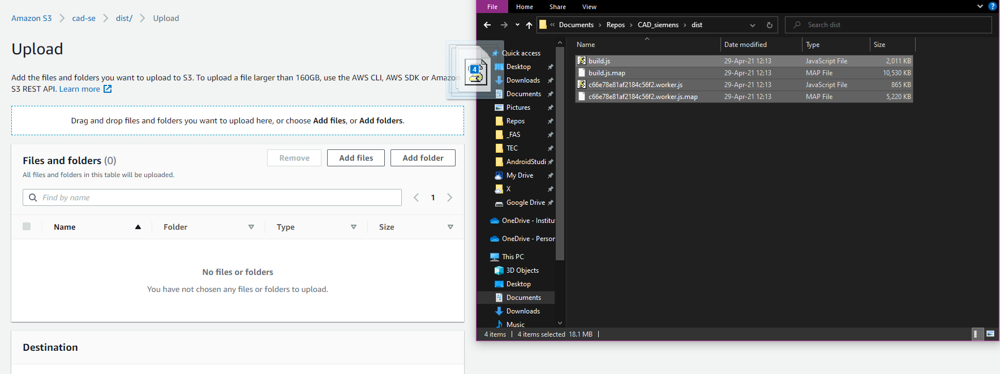 Amazon S3 > cad-se > dist/ > Upload
Upload
Add the files and folders you want to upload to S3. To upload a file larger than 160GB, use the AWS CLI, AWS SDK or Amazon
S3 REST API. Learn more
Drag and drop files and folders you want to upload here, or choose Add files, or Add folders.
Files and folders (0)
Remove
Add files
Add folder
All files and folders in this table will be uploaded.
Find by name
1
Name
Folder
Type
Size
No files or folders
You have not chosen any files or folders to upload.
Destination
4
File
Home
Share
View
?
« Documents > Repos > CAD_siemens > dist
Search dist
Quick access
Desktop
Downloads
Documents
Pictures
Repos
_FAS
TEC
AndroidStudi
My Drive
X
Google Drive
OneDrive - Institu
OneDrive - Person
This PC
3D Objects
Desktop
Documents
Downloads
Music
Name Date modified Type Size
build.js 29-Apr-21 12:13 JavaScript File 2,011 KB
build.js.map 29-Apr-21 12:13 MAP File 10,530 KB
c66e78e81af2184c56f2.worker.js 29-Apr-21 12:13 JavaScript File 865 KB
c66e78e81af2184c56f2.worker.js.map 29-Apr-21 12:13 MAP File 5,220 KB
4 items | 4 items selected 18.1 MB |